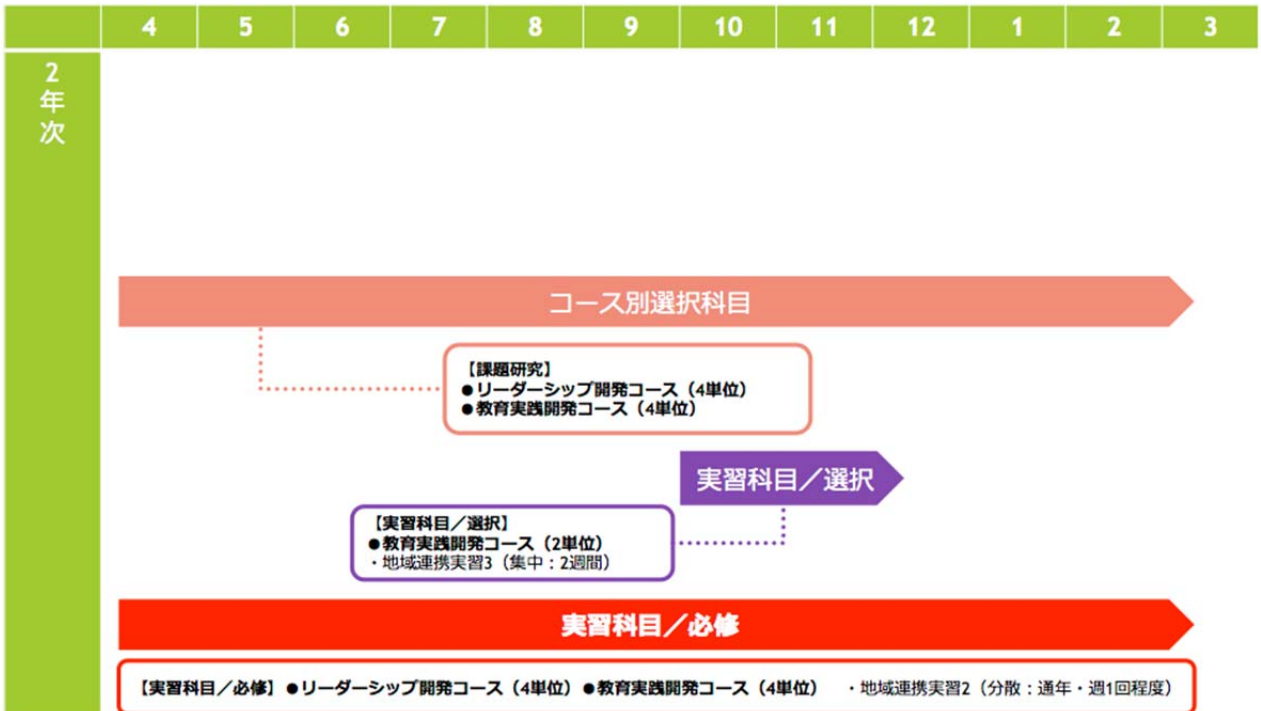 4 5 6 7 8 9 10 11 12 1 2 3
2年次
コース別選択科目
【課題研究】
●リーダーシップ開発コース（4単位）
●教育実践開発コース（4単位）
実習科目／選択
【実習科目／選択】
●教育実践開発コース（2単位）
・地域連携実習3（集中：2週間）
実習科目／必修
【実習科目／必修】●リーダーシップ開発コース（4単位）●教育実践開発コース（4単位） ・地域連携実習2（分散：通年・週1回程度）